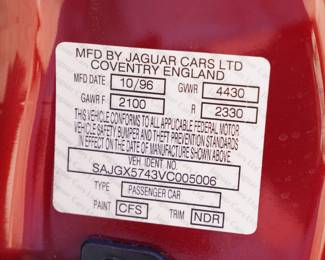 MFD BY JAGUAR CARS LTD
COVENTRY ENGLAND
MFD DATE 10/96 GVWR 4430
GAWR F 2100 R 2330
THIS VEHICLE CONFORMS TO ALL APPLICABLE FEDERAL MOTOR
VEHICLE SAFETY, BUMPER AND THEFT PREVENTION STANDARDS
IN EFFECT ON THE DATE OF MANUFACTURE SHOWN ABOVE
VEH. IDENT NO.
SAJGX5743VC005006
TYPE PASSENGER CAR
PAINT CFS TRIM NDR